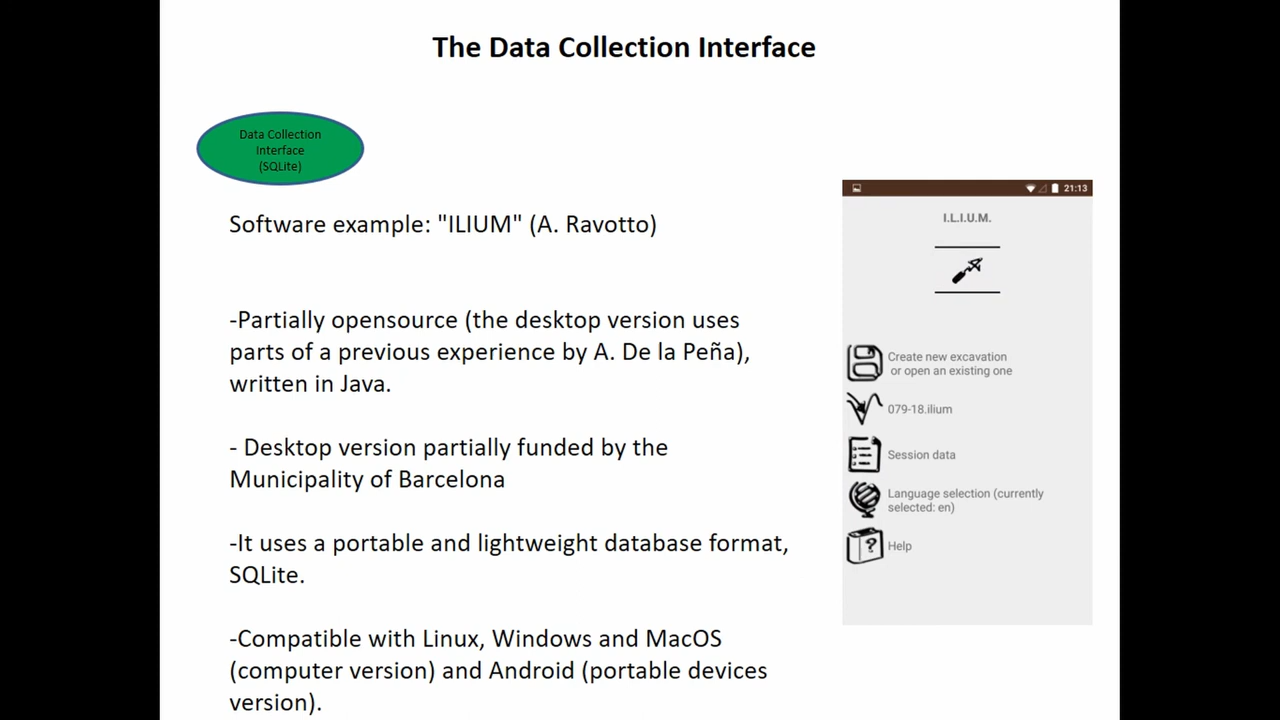 The Data Collection Interface
Data Collection
Interface
(SQLite)
Software example: "ILIUM" (A. Ravotto)
-Partially opensource (the desktop version uses
parts of a previous experience by A. De la Peña),
written in Java.
- Desktop version partially funded by the
Municipality of Barcelona
-It uses a portable and lightweight database format,
SQLite.
-Compatible with Linux, Windows and MacOS
(computer version) and Android (portable devices
version).
21:13
I.L.I.U.M.
Create new excavation
or open an existing one
079-18.ilium
Session data
Language selection (currently
selected: en)
Help